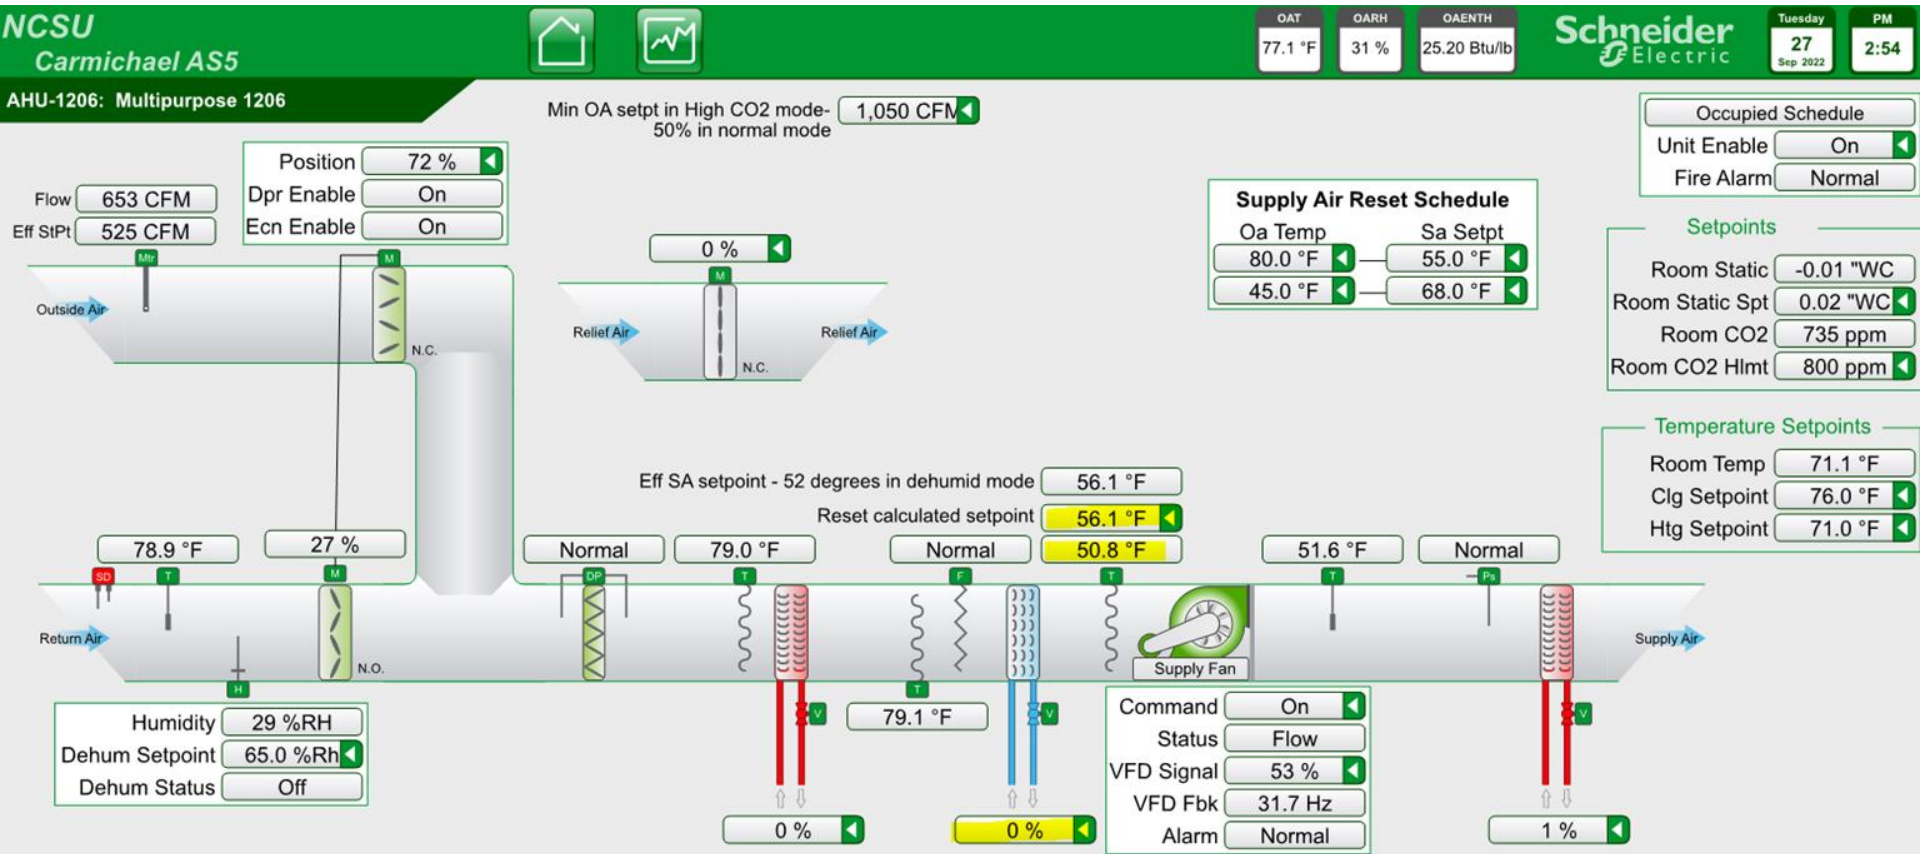 NCSU
Carmichael AS5
OAT
77.1 °F
OARH
31 %
OAENTH
25.20 Btu/lb
Schneider
Electric
Tuesday
27
Sep 2022
PM
2:54
AHU-1206: Multipurpose 1206
Min OA setpt in High CO2 mode- 1,050 CFM
50% in normal mode
Occupied Schedule
Unit Enable On
Fire Alarm Normal
Position 72 %
Dpr Enable On
Ecn Enable On
Flow 653 CFM
Eff StPt 525 CFM
Mtr
M
Outside Air
N.C.
0 %
M
Relief Air
Relief Air
N.C.
Supply Air Reset Schedule
Oa Temp Sa Setpt
80.0 °F 55.0 °F
45.0 °F 68.0 °F
Setpoints
Room Static -0.01 "WC
Room Static Spt 0.02 "WC
Room CO2 735 ppm
Room CO2 Hlmt 800 ppm
Temperature Setpoints
Room Temp 71.1 °F
Clg Setpoint 76.0 °F
Htg Setpoint 71.0 °F
Eff SA setpoint - 52 degrees in dehumid mode 56.1 °F
Reset calculated setpoint 56.1 °F
78.9 °F
27 %
Normal
79.0 °F
Normal
50.8 °F
51.6 °F
Normal
SD
T
M
DP
T
F
T
T
Ps
Return Air
N.O.
H
Supply Fan
Supply Air
T
79.1 °F
V
V
V
Humidity 29 %RH
Dehum Setpoint 65.0 %Rh
Dehum Status Off
Command On
Status Flow
VFD Signal 53 %
VFD Fbk 31.7 Hz
Alarm Normal
0 %
0 %
1 %